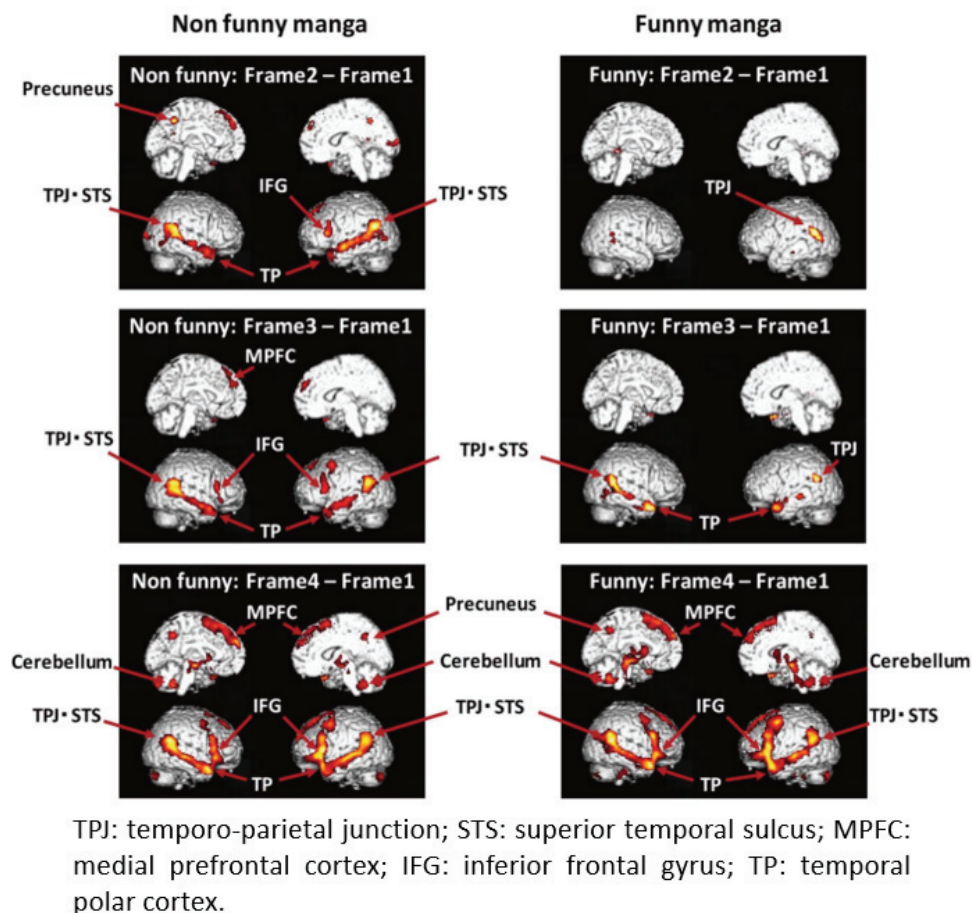 Non funny manga
Funny manga
Non funny: Frame2 – Frame1
Precuneus
IFG
TPJ・STS
TPJ・STS
TP
Funny: Frame2 – Frame1
TPJ
Non funny: Frame3 – Frame1
MPFC
TPJ・STS
IFG
TPJ・STS
TP
Funny: Frame3 – Frame1
TPJ
TP
Non funny: Frame4 – Frame1
MPFC
Precuneus
Cerebellum
Cerebellum
TPJ・STS
IFG
TPJ・STS
TP
Funny: Frame4 – Frame1
MPFC
Cerebellum
IFG
TPJ・STS
TP
TPJ: temporo-parietal junction; STS: superior temporal sulcus; MPFC:
medial prefrontal cortex; IFG: inferior frontal gyrus; TP: temporal
polar cortex.